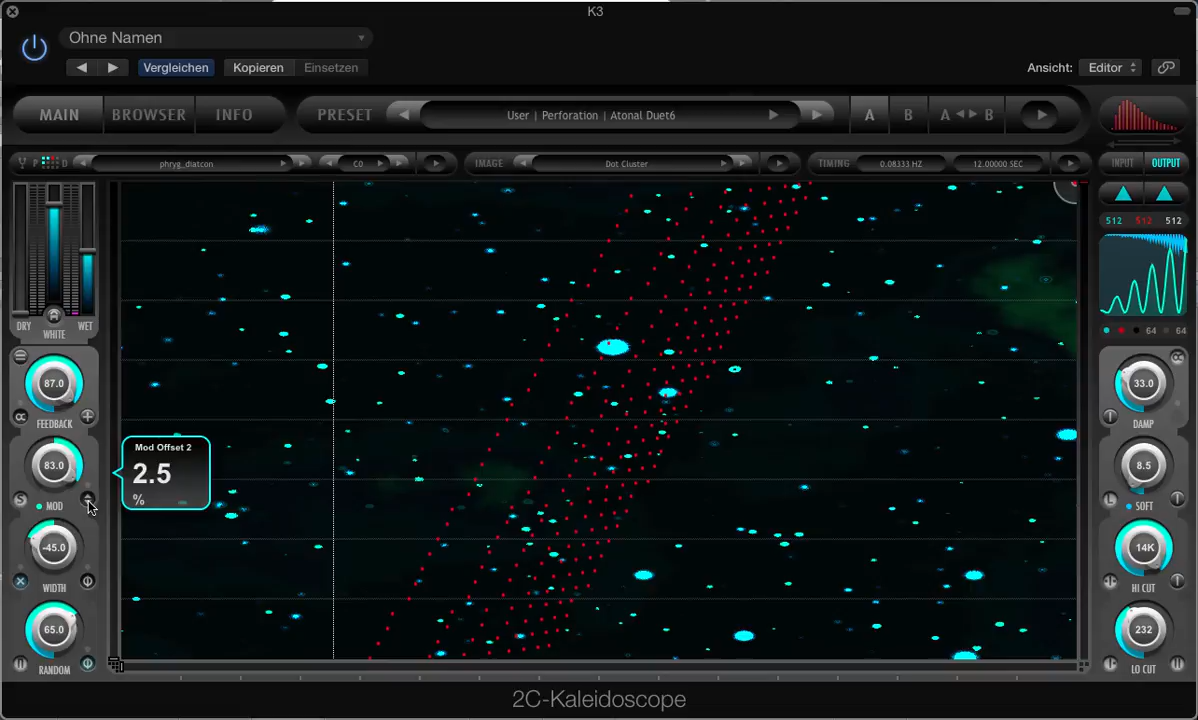 K3
Ohne Namen
Vergleichen Kopieren Einsetzen Ansicht: Editor
MAIN BROWSER INFO PRESET User | Perforation | Atonal Duet6 A B A B
Y P D phryg_diatcon C0 IMAGE Dot Cluster TIMING 0.08333 HZ 12.00000 SEC INPUT OUTPUT
512 512 512
DRY WET
WHITE
64 64
87.0 33.0
FEEDBACK DAMP
Mod Offset 2
83.0 2.5 8.5
%
S MOD L SOFT
-45.0 14K
WIDTH HI CUT
65.0 232
RANDOM LO CUT
2C-Kaleidoscope